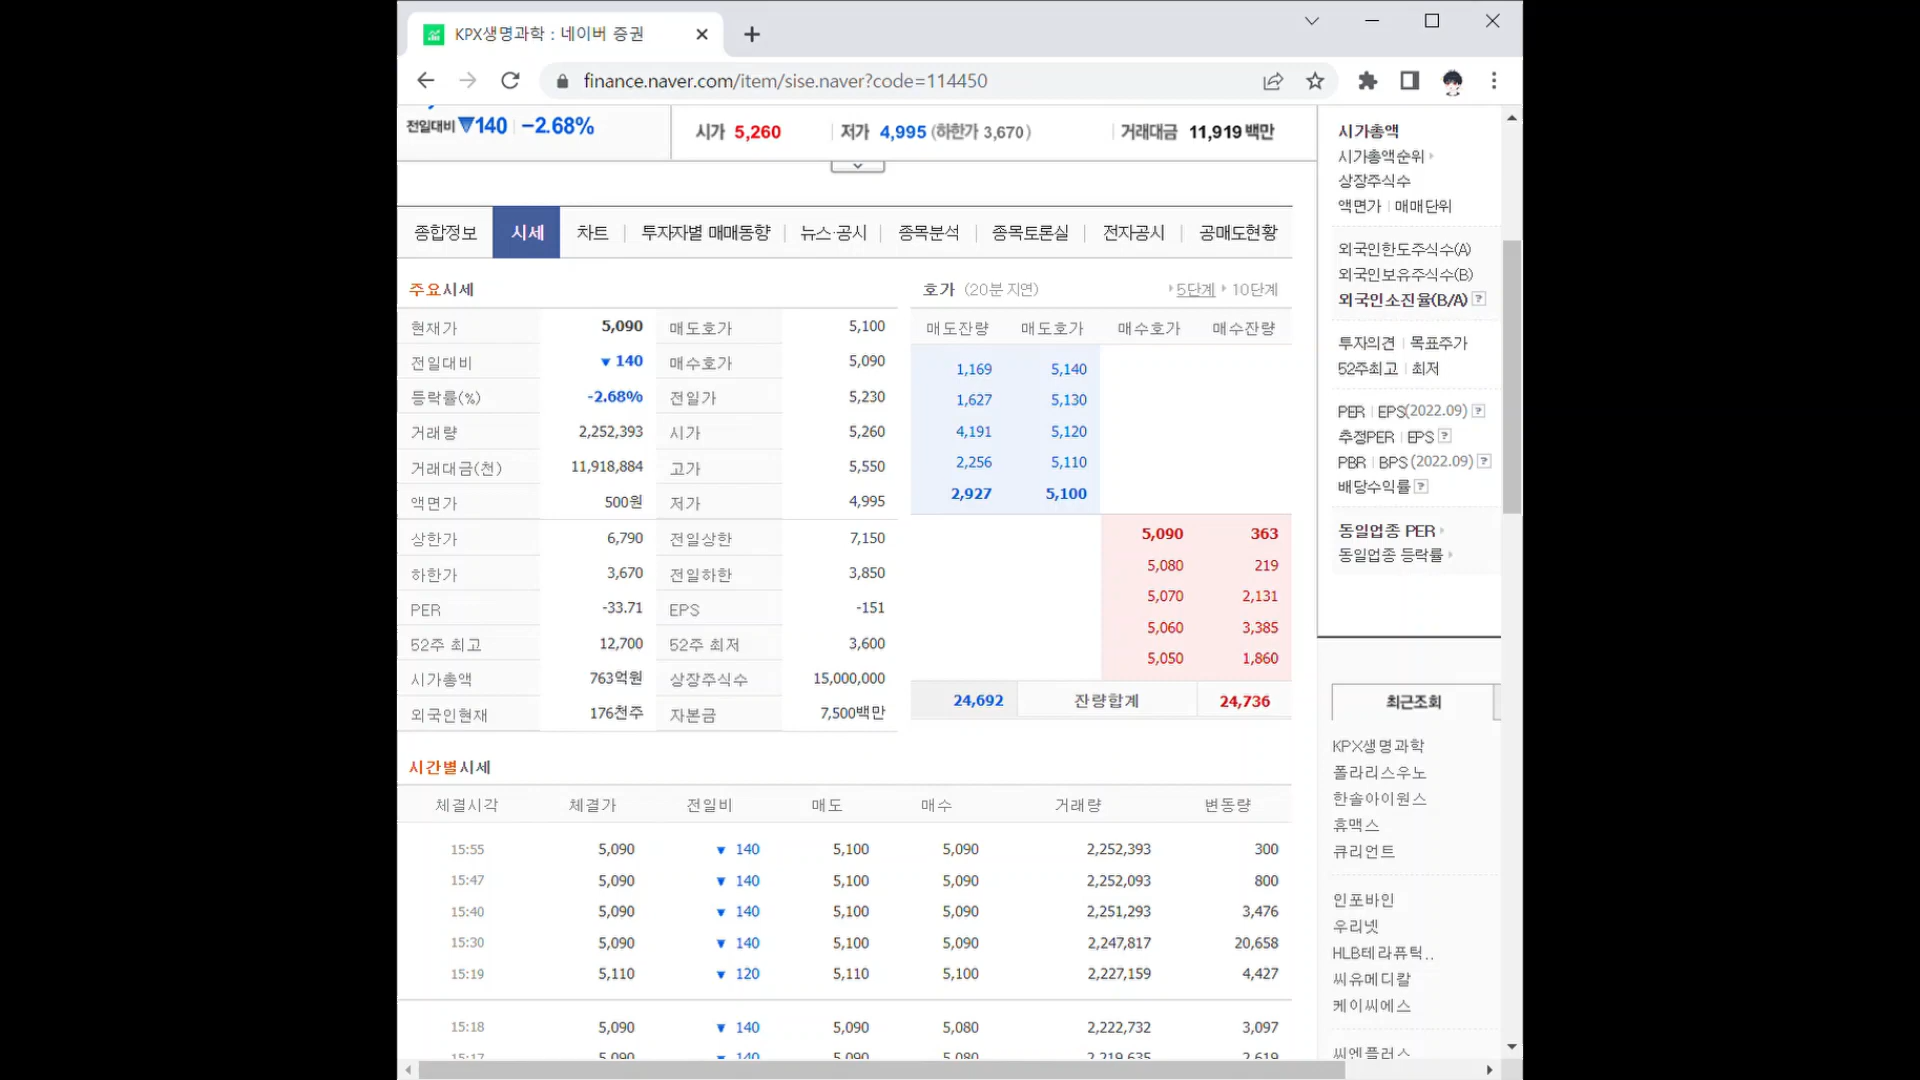 KPX생명과학 : 네이버 증권
finance.naver.com/item/sise.naver?code=114450
전일대비 ▼140 | -2.68%
시가 5,260 | 저가 4,995 (하한가 3,670) | 거래대금 11,919 백만
종합정보 시세 차트 | 투자자별 매매동향 | 뉴스·공시 | 종목분석 | 종목토론실 | 전자공시 | 공매도현황
주요시세
현재가 5,090 매도호가 5,100
전일대비 ▼ 140 매수호가 5,090
등락률(%) -2.68% 전일가 5,230
거래량 2,252,393 시가 5,260
거래대금(천) 11,918,884 고가 5,550
액면가 500원 저가 4,995
상한가 6,790 전일상한 7,150
하한가 3,670 전일하한 3,850
PER -33.71 EPS -151
52주 최고 12,700 52주 최저 3,600
시가총액 763억원 상장주식수 15,000,000
외국인현재 176천주 자본금 7,500백만
호가 (20분 지연) 5단계 10단계
매도잔량 매도호가 매수호가 매수잔량
1,169 5,140
1,627 5,130
4,191 5,120
2,256 5,110
2,927 5,100
5,090 363
5,080 219
5,070 2,131
5,060 3,385
5,050 1,860
24,692 잔량합계 24,736
시간별시세
체결시각 체결가 전일비 매도 매수 거래량 변동량
15:55 5,090 ▼ 140 5,100 5,090 2,252,393 300
15:47 5,090 ▼ 140 5,100 5,090 2,252,093 800
15:40 5,090 ▼ 140 5,100 5,090 2,251,293 3,476
15:30 5,090 ▼ 140 5,100 5,090 2,247,817 20,658
15:19 5,110 ▼ 120 5,110 5,100 2,227,159 4,427
15:18 5,090 ▼ 140 5,090 5,080 2,222,732 3,097
15:17 5,090 ▼ 140 5,090 5,080 2,219,635 2,619
시가총액
시가총액순위
상장주식수
액면가 | 매매단위
외국인한도주식수(A)
외국인보유주식수(B)
외국인소진율(B/A) ?
투자의견 | 목표주가
52주최고 | 최저
PER | EPS(2022.09) ?
추정PER | EPS ?
PBR | BPS (2022.09) ?
배당수익률 ?
동일업종 PER
동일업종 등락률
최근조회
KPX생명과학
폴라리스우노
한솔아이원스
휴맥스
큐리언트
인포바인
우리넷
HLB테라퓨틱..
씨유메디칼
케이씨에스
씨엔플러스